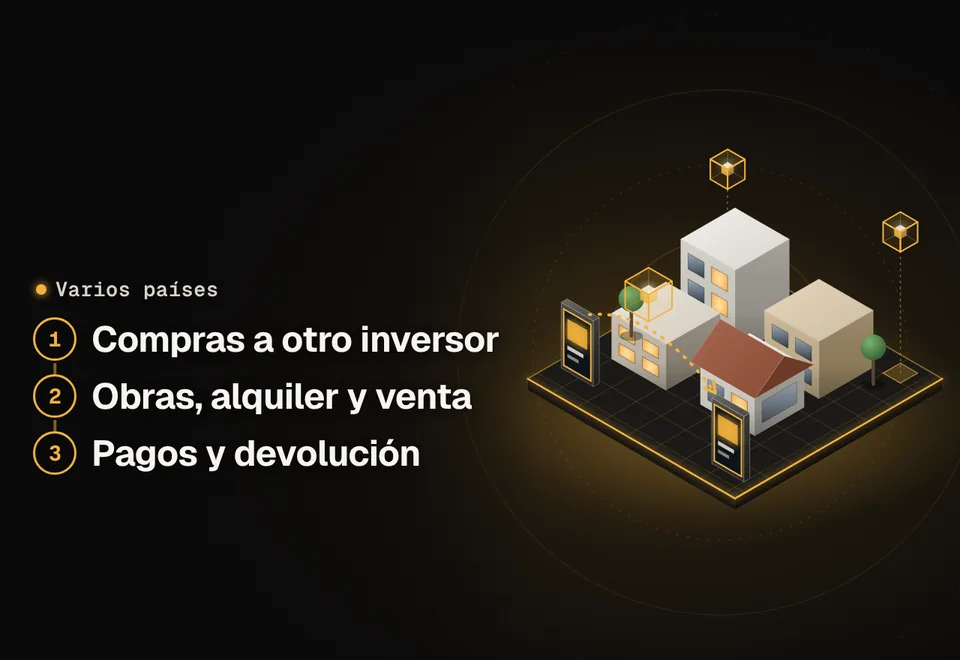 Varios países
1 Compras a otro inversor
2 Obras, alquiler y venta
3 Pagos y devolución